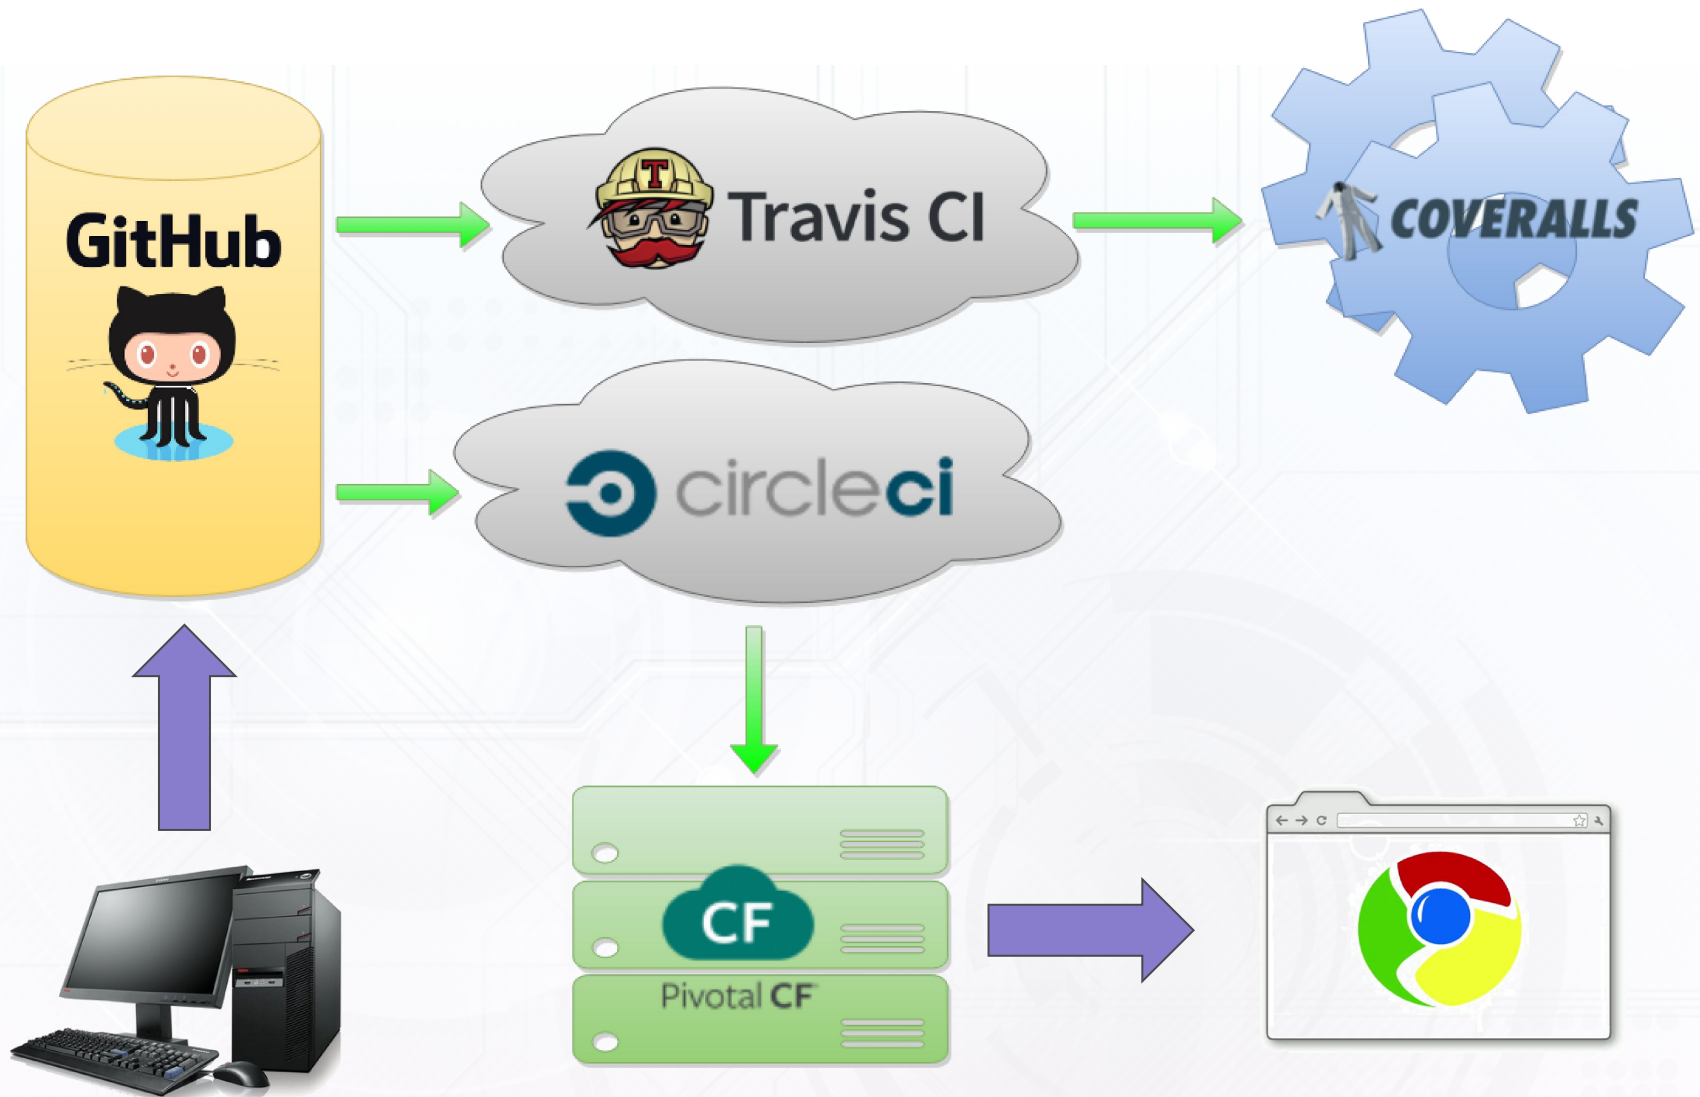 GitHub
T
Travis CI
COVERALLS
circleci
CF
Pivotal CF